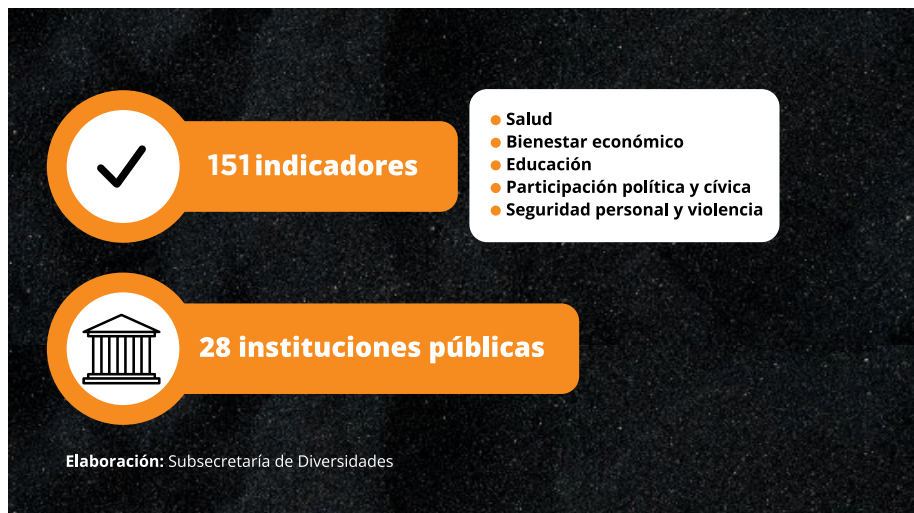 151 indicadores
Salud
Bienestar económico
Educación
Participación política y cívica
Seguridad personal y violencia
28 instituciones públicas
Elaboración: Subsecretaría de Diversidades